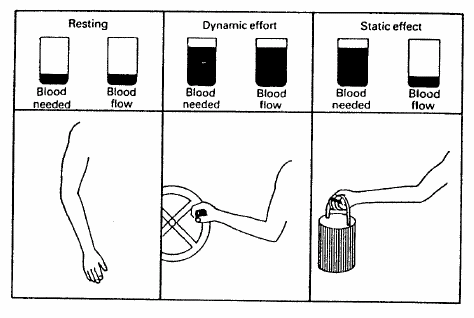 Resting
Blood needed
Blood flow
Dynamic effort
Blood needed
Blood flow
Static effect
Blood needed
Blood flow